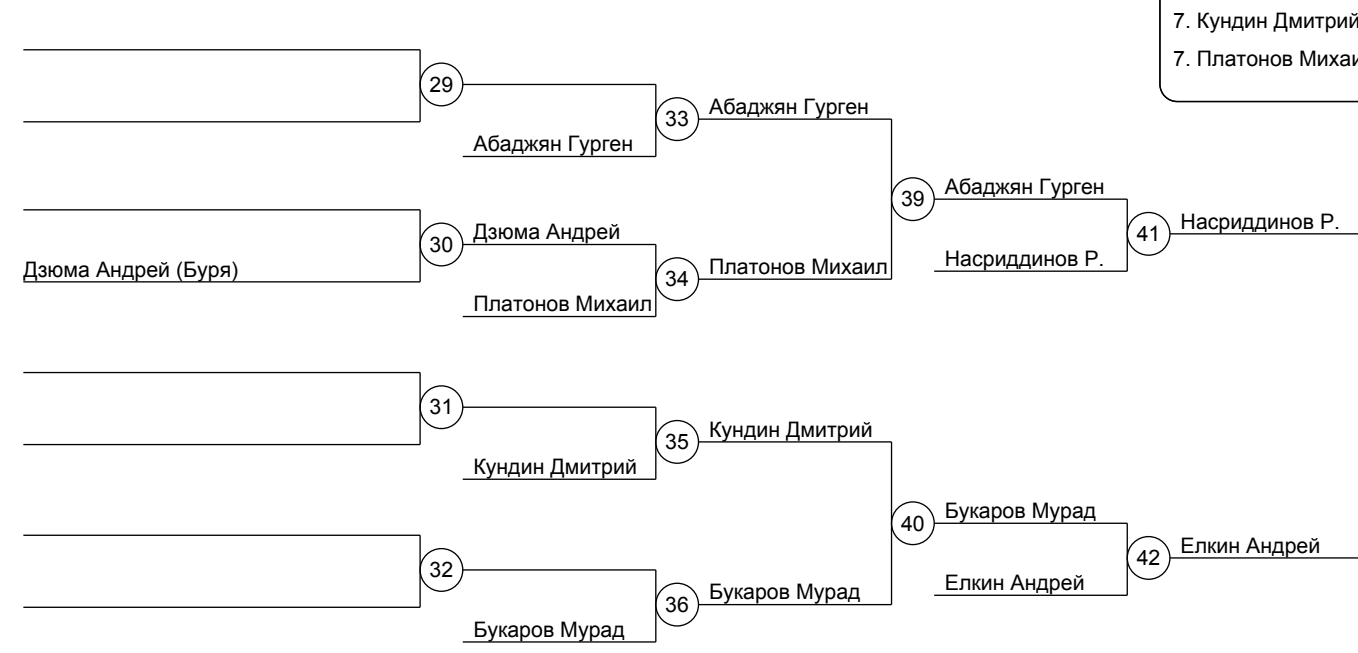 7. Кундин Дмитрий
7. Платонов
29
33
Абаджян Гурген
Абаджян Гурген
39
Абаджян Гурген
41
Насриддинов Р.
Насриддинов Р.
30
Дзюма Андрей
Дзюма Андрей (Буря)
34
Платонов Михаил
Платонов Михаил
31
35
Кундин Дмитрий
Кундин Дмитрий
40
Букаров Мурад
42
Елкин Андрей
Елкин Андрей
32
36
Букаров Мурад
Букаров Мурад